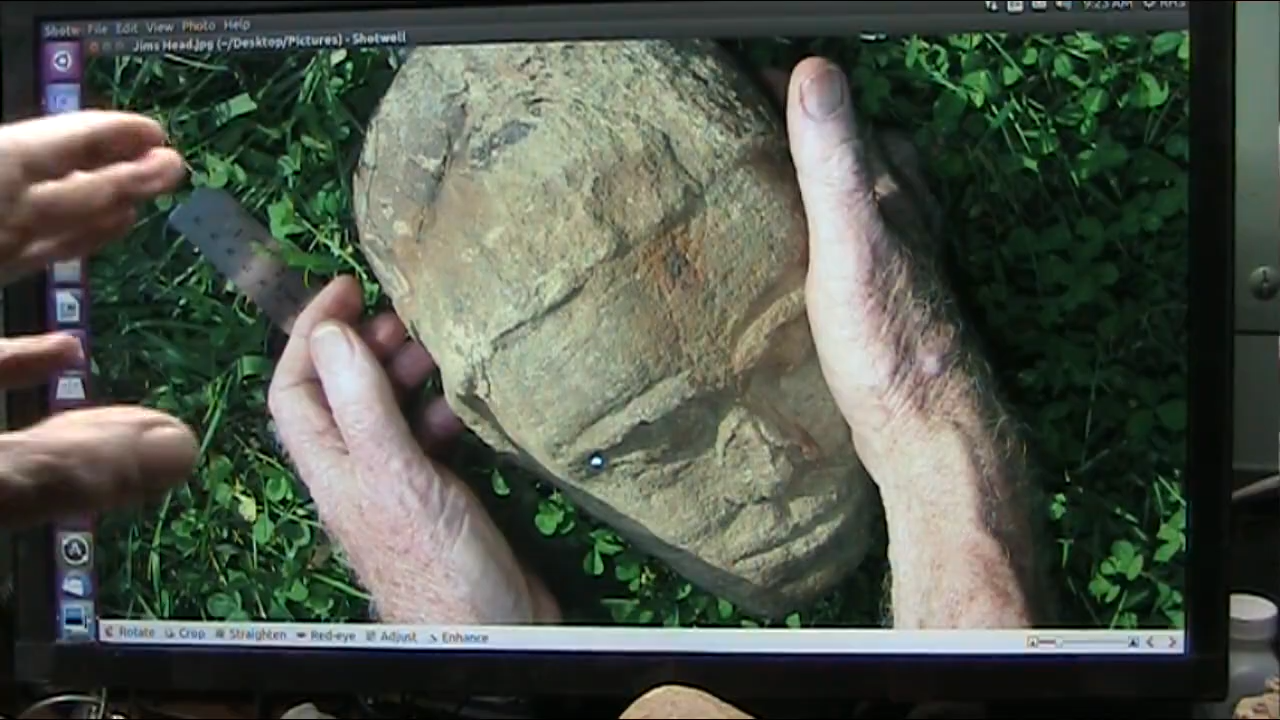 Shotw File Edit View Photo Help
9:23 AM
Jims Head.jpg (~/Desktop/Pictures) - Shotwell
Rotate Crop Straighten Red-eye Adjust Enhance